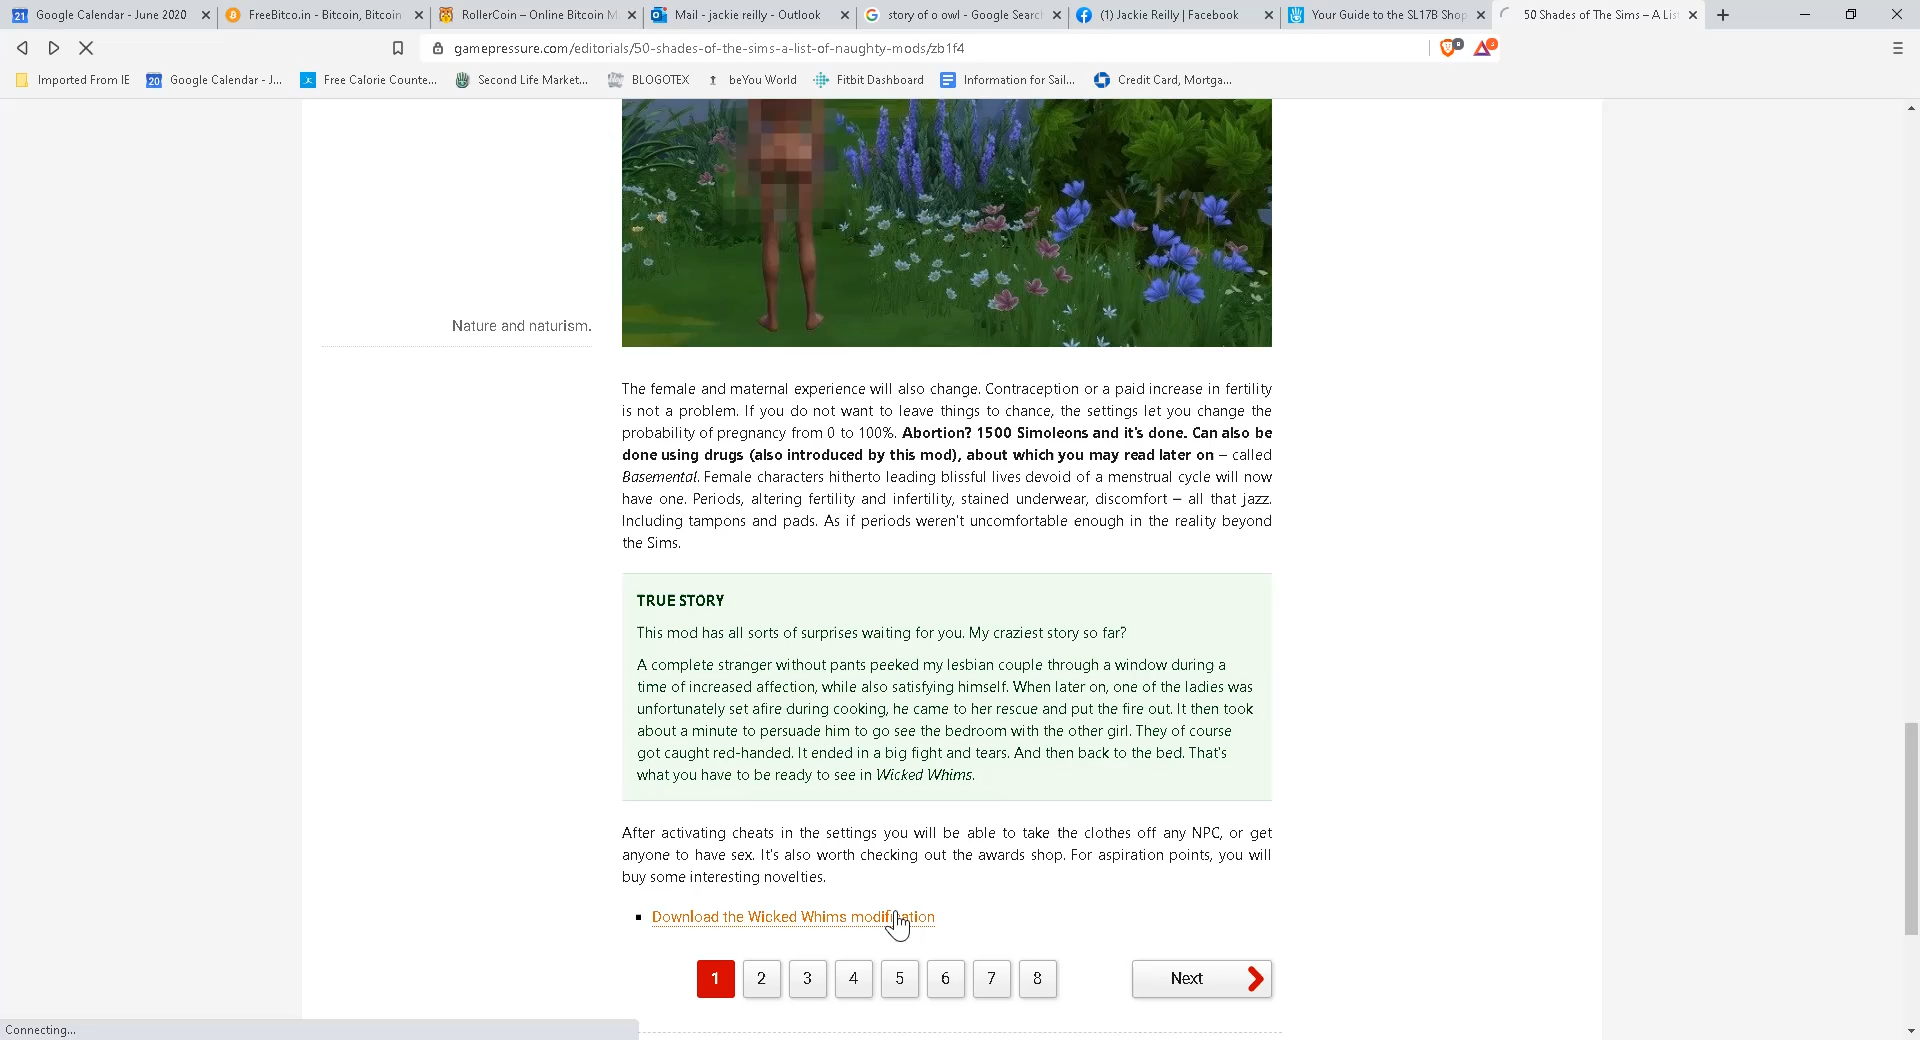 Google Calendar - June 2020
FreeBitco.in - Bitcoin, Bitcoin
RollerCoin – Online Bitcoin M
Mail - jackie reilly - Outlook
story of o owl - Google Search
(1) Jackie Reilly | Facebook
Your Guide to the SL17B Shop
50 Shades of The Sims – A Lis
gamepressure.com/editorials/50-shades-of-the-sims-a-list-of-naughty-mods/zb1f4
Imported From IE
Google Calendar - J...
Free Calorie Counte...
Second Life Market...
BLOGOTEX
beYou World
Fitbit Dashboard
Information for Sail...
Credit Card, Mortga...
Nature and naturism.
The female and maternal experience will also change. Contraception or a paid increase in fertility
is not a problem. If you do not want to leave things to chance, the settings let you change the
probability of pregnancy from 0 to 100%. Abortion? 1500 Simoleons and it's done. Can also be
done using drugs (also introduced by this mod), about which you may read later on – called
Basemental. Female characters hitherto leading blissful lives devoid of a menstrual cycle will now
have one. Periods, altering fertility and infertility, stained underwear, discomfort – all that jazz.
Including tampons and pads. As if periods weren't uncomfortable enough in the reality beyond
the Sims.
TRUE STORY
This mod has all sorts of surprises waiting for you. My craziest story so far?
A complete stranger without pants peeked my lesbian couple through a window during a
time of increased affection, while also satisfying himself. When later on, one of the ladies was
unfortunately set afire during cooking, he came to her rescue and put the fire out. It then took
about a minute to persuade him to go see the bedroom with the other girl. They of course
got caught red-handed. It ended in a big fight and tears. And then back to the bed. That's
what you have to be ready to see in Wicked Whims.
After activating cheats in the settings you will be able to take the clothes off any NPC, or get
anyone to have sex. It's also worth checking out the awards shop. For aspiration points, you will
buy some interesting novelties.
Download the Wicked Whims modification
1 2 3 4 5 6 7 8 Next
Connecting...